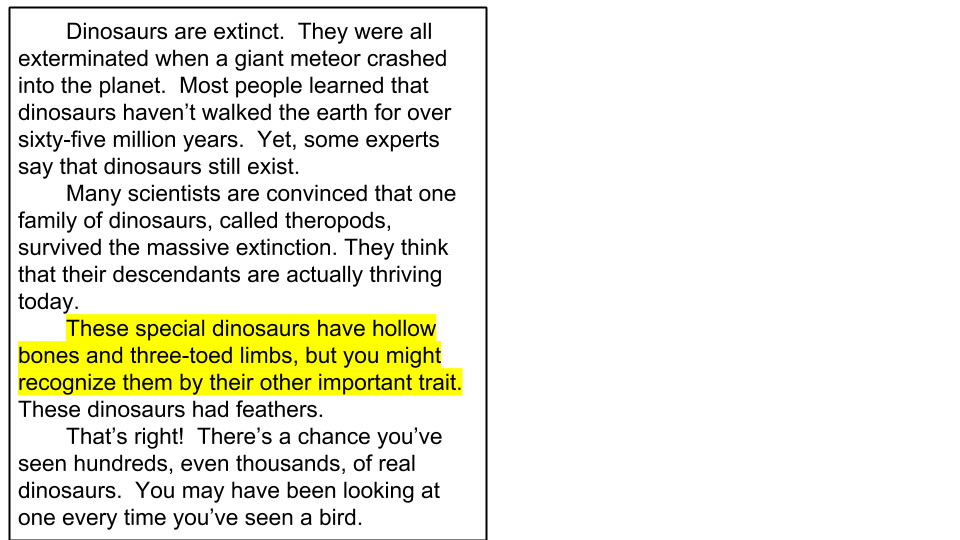 Dinosaurs are extinct.  They were all
exterminated when a giant meteor crashed
into the planet.  Most people learned that
dinosaurs haven’t walked the earth for over
sixty-five million years.  Yet, some experts
say that dinosaurs still exist.
Many scientists are convinced that one
family of dinosaurs, called theropods,
survived the massive extinction. They think
that their descendants are actually thriving
today.
These special dinosaurs have hollow
bones and three-toed limbs, but you might
recognize them by their other important trait.
These dinosaurs had feathers.
That’s right!  There’s a chance you’ve
seen hundreds, even thousands, of real
dinosaurs.  You may have been looking at
one every time you’ve seen a bird.